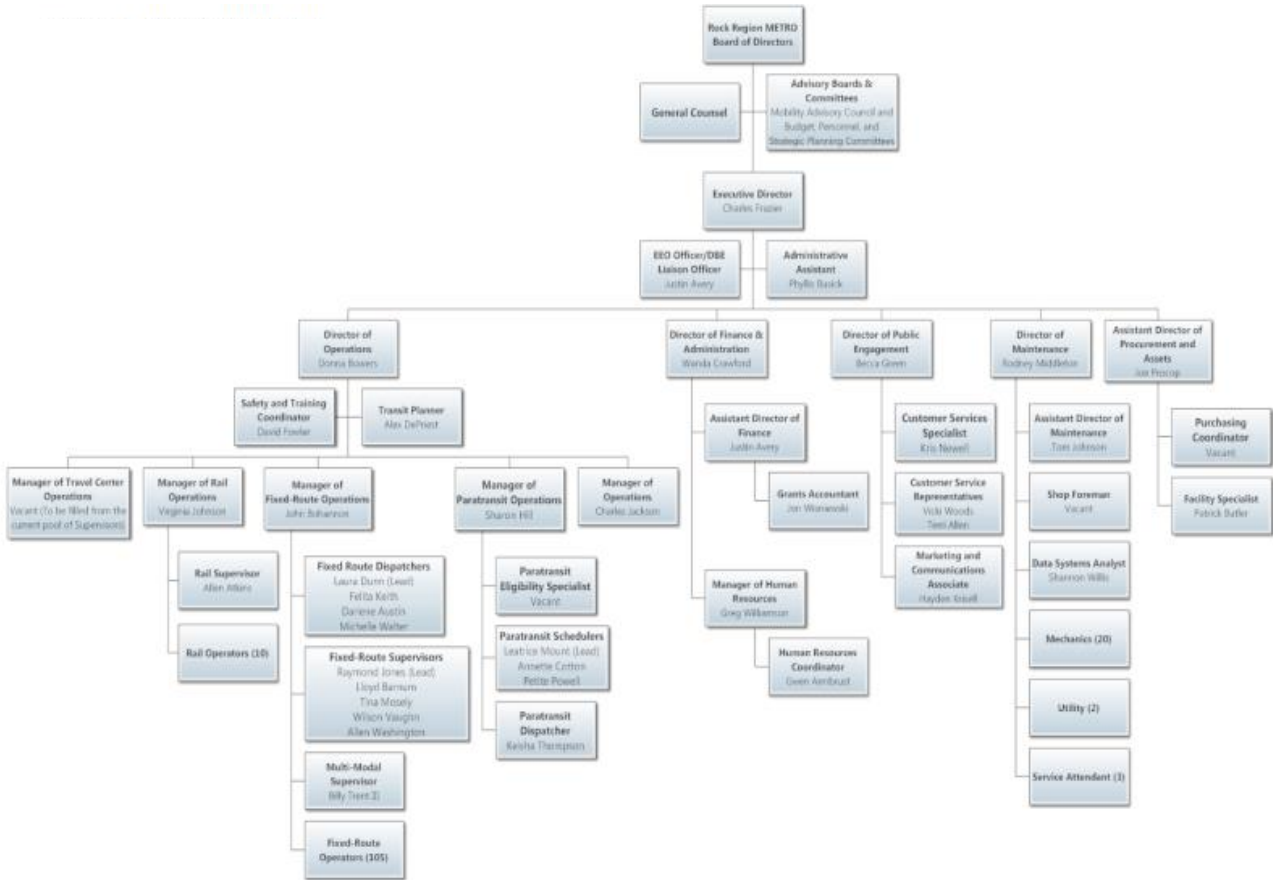 Rock Region METRO
Board of Directors
General Counsel
Advisory Boards &
Committees
Mobility Advisory Council and
Budget, Personnel, and
Strategic Planning Committees
Executive Director
Charles Frazier
EEO Officer/DBE
Liaison Officer
Justin Avery
Administrative
Assistant
Phyllis Busick
Director of
Operations
Donna Bowers
Director of Finance &
Administration
Wanda Crawford
Director of Public
Engagement
Becca Green
Director of
Maintenance
Rodney Middleton
Assistant Director of
Procurement and
Assets
Procop
Safety and Training
Coordinator
David Fowler
Transit Planner
Alex DePriest
Manager of Travel Center
Operations
Vacant (To be filled from the
current pool of Supervisors)
Manager of Rail
Operations
Virginia Johnson
Manager of
Fixed-Route Operations
John Bohannon
Manager of
Paratransit Operations
Sharon Hill
Manager of
Operations
Charles Jackson
Rail Supervisor
Allen Atkins
Rail Operators (10)
Fixed Route Dispatchers
Laura Dunn (Lead)
Felita Keith
Darlene Austin
Michelle Walter
Fixed-Route Supervisors
Raymond Jones (Lead)
Lloyd Barnum
Tina Mosely
Wilson Vaughn
Allen Washington
Multi-Modal
Supervisor
Billy Trent II
Fixed-Route
Operators (105)
Paratransit
Eligibility Specialist
Vacant
Paratransit Schedulers
Leatrice Mount (Lead)
Annette Cotton
Petite Powell
Paratransit
Dispatcher
Keisha Thompson
Assistant Director of
Finance
Justin Avery
Grants Accountant
Jon
Manager of Human
Resources
Greg Williamson
Human Resources
Coordinator
Gwen Armbrust
Customer Services
Specialist
Kris Newell
Customer Service
Representatives
Vicki Woods
Terri Allen
Marketing and
Communications
Associate
Hayden
Assistant Director of
Maintenance
Tom Johnson
Shop Foreman
Vacant
Data Systems Analyst
Shannon Willis
Mechanics (20)
Utility (2)
Service Attendant (3)
Purchasing
Coordinator
Vacant
Facility Specialist
Patrick Butler